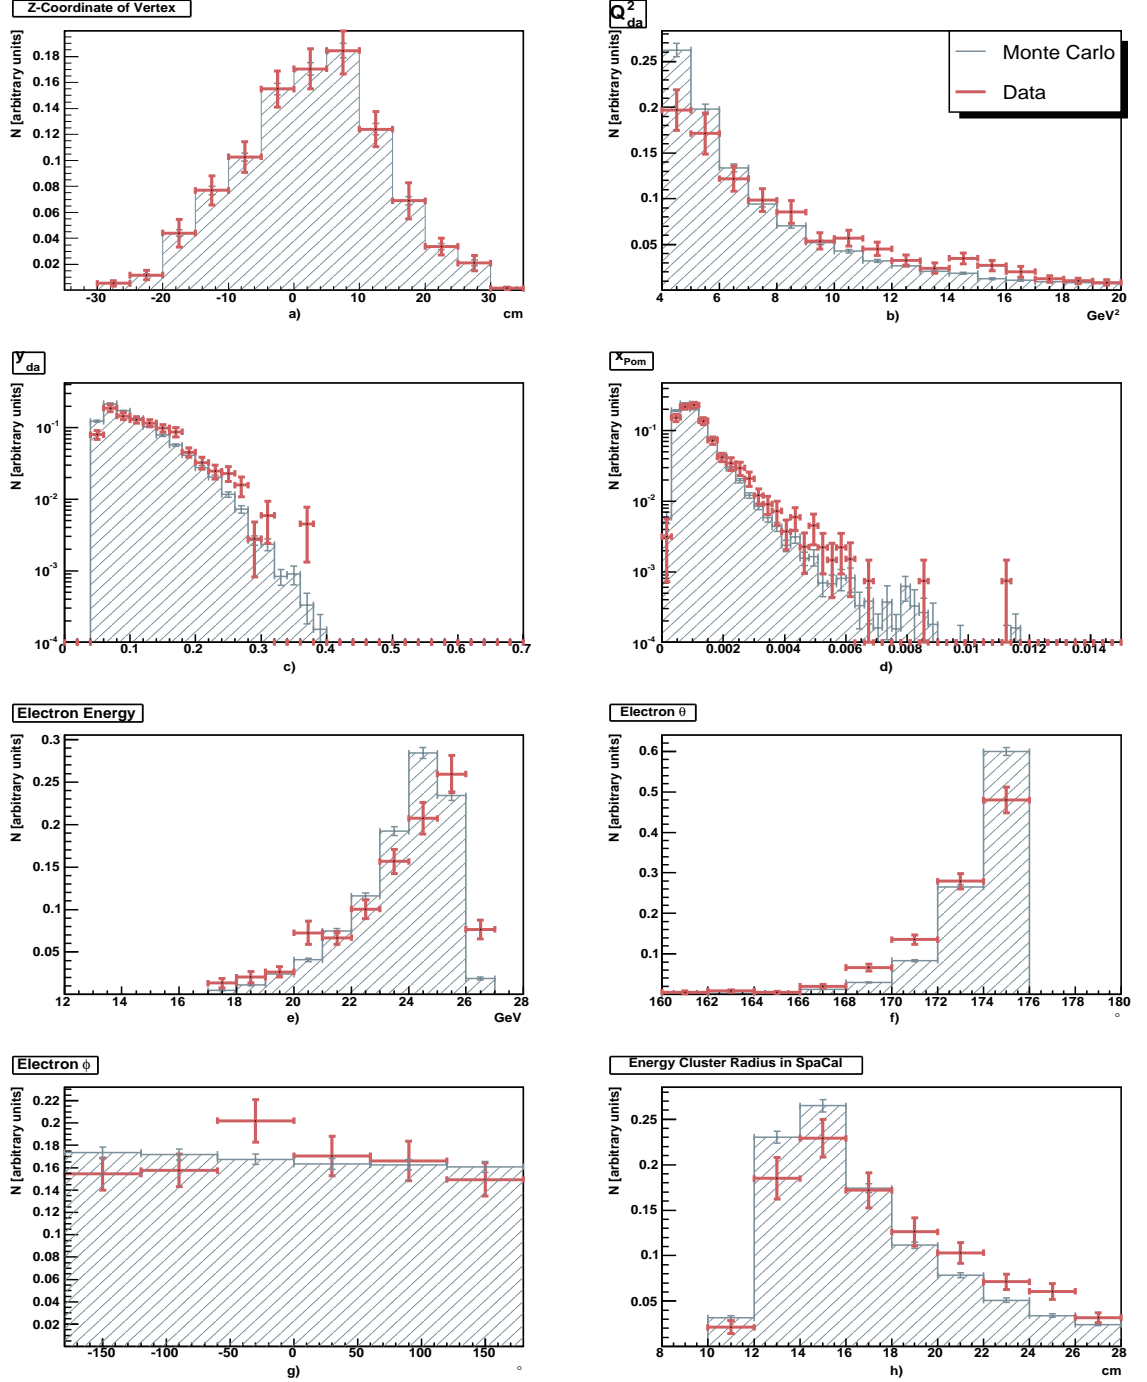 Z-Coordinate of Vertex
N [arbitrary units]
0.18
0.16
0.14
0.12
0.1
0.08
0.06
0.04
0.02
-30 -20 -10 0 10 20 30
a) cm
Q²da
N [arbitrary units]
Monte Carlo
Data
0.25
0.2
0.15
0.1
0.05
4 6 8 10 12 14 16 18 20
b) GeV²
yda
N [arbitrary units]
10⁻¹
10⁻²
10⁻³
10⁻⁴
0 0.1 0.2 0.3 0.4 0.5 0.6 0.7
c)
xPom
N [arbitrary units]
10⁻¹
10⁻²
10⁻³
10⁻⁴
0 0.002 0.004 0.006 0.008 0.01 0.012 0.014
d)
Electron Energy
N [arbitrary units]
0.3
0.25
0.2
0.15
0.1
0.05
12 14 16 18 20 22 24 26 28
e) GeV
Electron θ
N [arbitrary units]
0.6
0.5
0.4
0.3
0.2
0.1
160 162 164 166 168 170 172 174 176 178 180
f) °
Electron ϕ
N [arbitrary units]
0.22
0.2
0.18
0.16
0.14
0.12
0.1
0.08
0.06
0.04
0.02
-150 -100 -50 0 50 100 150
g) °
Energy Cluster Radius in SpaCal
N [arbitrary units]
0.25
0.2
0.15
0.1
0.05
8 10 12 14 16 18 20 22 24 26 28
h) cm